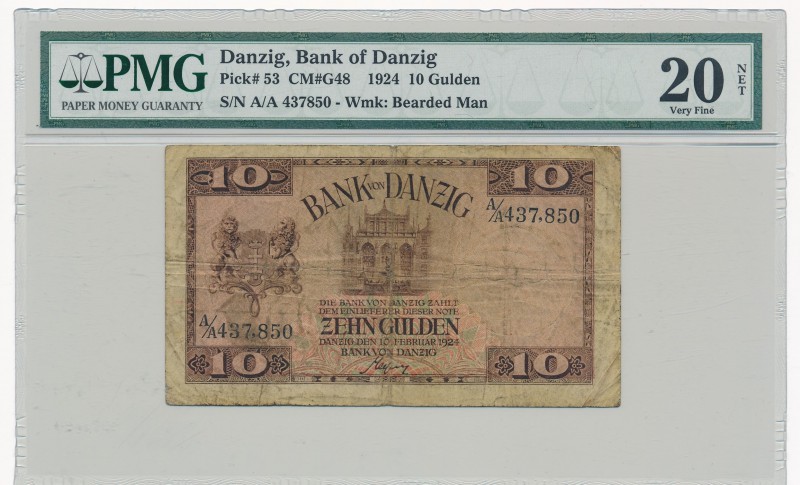 PMG
PAPER MONEY GUARANTY
Danzig, Bank of Danzig
Pick# 53 CM#G48 1924 10 Gulden
S/N A/A 437850 - Wmk: Bearded Man
20 NET
Very Fine
10 10
BANK VON DANZIG
A/A 437.850
DIE BANK VON DANZIG ZAHLT
DEM EINLIEFERER DIESER NOTE
A/A 437.850
ZEHN GULDEN
DANZIG DEN 10. FEBRUAR 1924
BANK VON DANZIG
10 10